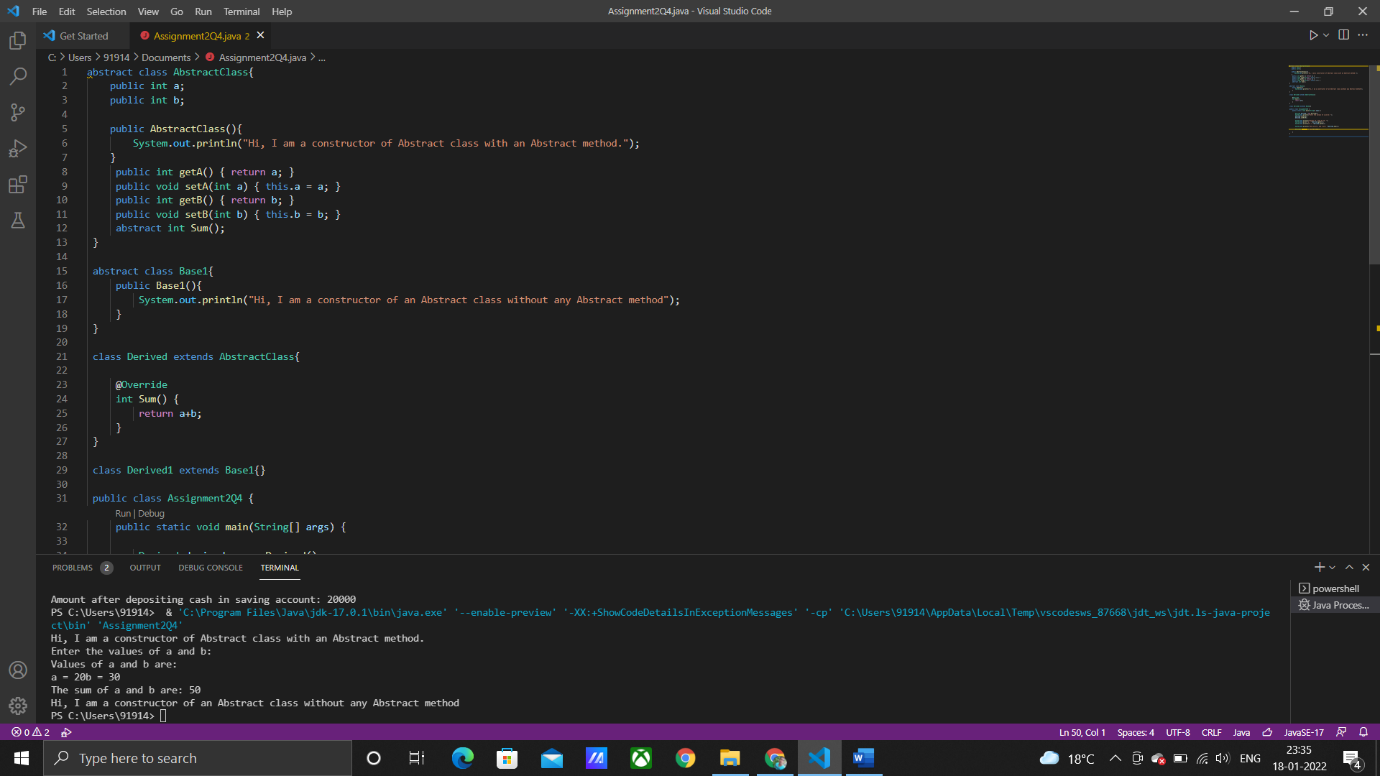 File Edit Selection View Go Run Terminal Help
Assignment2Q4.java - Visual Studio Code
Get Started
Assignment2Q4.java 2
C: > Users > 91914 > Documents > Assignment2Q4.java > ...
1 abstract class AbstractClass{
2 public int a;
3 public int b;
4
5 public AbstractClass(){
6 System.out.println("Hi, I am a constructor of Abstract class with an Abstract method.");
7 }
8 public int getA() { return a; }
9 public void setA(int a) { this.a = a; }
10 public int getB() { return b; }
11 public void setB(int b) { this.b = b; }
12 abstract int Sum();
13 }
14
15 abstract class Base1{
16 public Base1(){
17 System.out.println("Hi, I am a constructor of an Abstract class without any Abstract method");
18 }
19 }
20
21 class Derived extends AbstractClass{
22
23 @Override
24 int Sum() {
25 return a+b;
26 }
27 }
28
29 class Derived1 extends Base1{}
30
31 public class Assignment2Q4 {
Run | Debug
32 public static void main(String[] args) {
33
PROBLEMS 2 OUTPUT DEBUG CONSOLE TERMINAL
Amount after depositing cash in saving account: 20000
PS C:\Users\91914> & 'C:\Program Files\Java\jdk-17.0.1\bin\java.exe' '--enable-preview' '-XX:+ShowCodeDetailsInExceptionMessages' '-cp' 'C:\Users\91914\AppData\Local\Temp\vscodesws_87668\jdt_ws\jdt.ls-java-proje
ct\bin' 'Assignment2Q4'
Hi, I am a constructor of Abstract class with an Abstract method.
Enter the values of a and b:
Values of a and b are:
a = 20b = 30
The sum of a and b are: 50
Hi, I am a constructor of an Abstract class without any Abstract method
PS C:\Users\91914>
powershell
Java Proces...
0 2
Ln 50, Col 1 Spaces: 4 UTF-8 CRLF Java JavaSE-17
Type here to search
18°C
ENG
23:35
18-01-2022
4